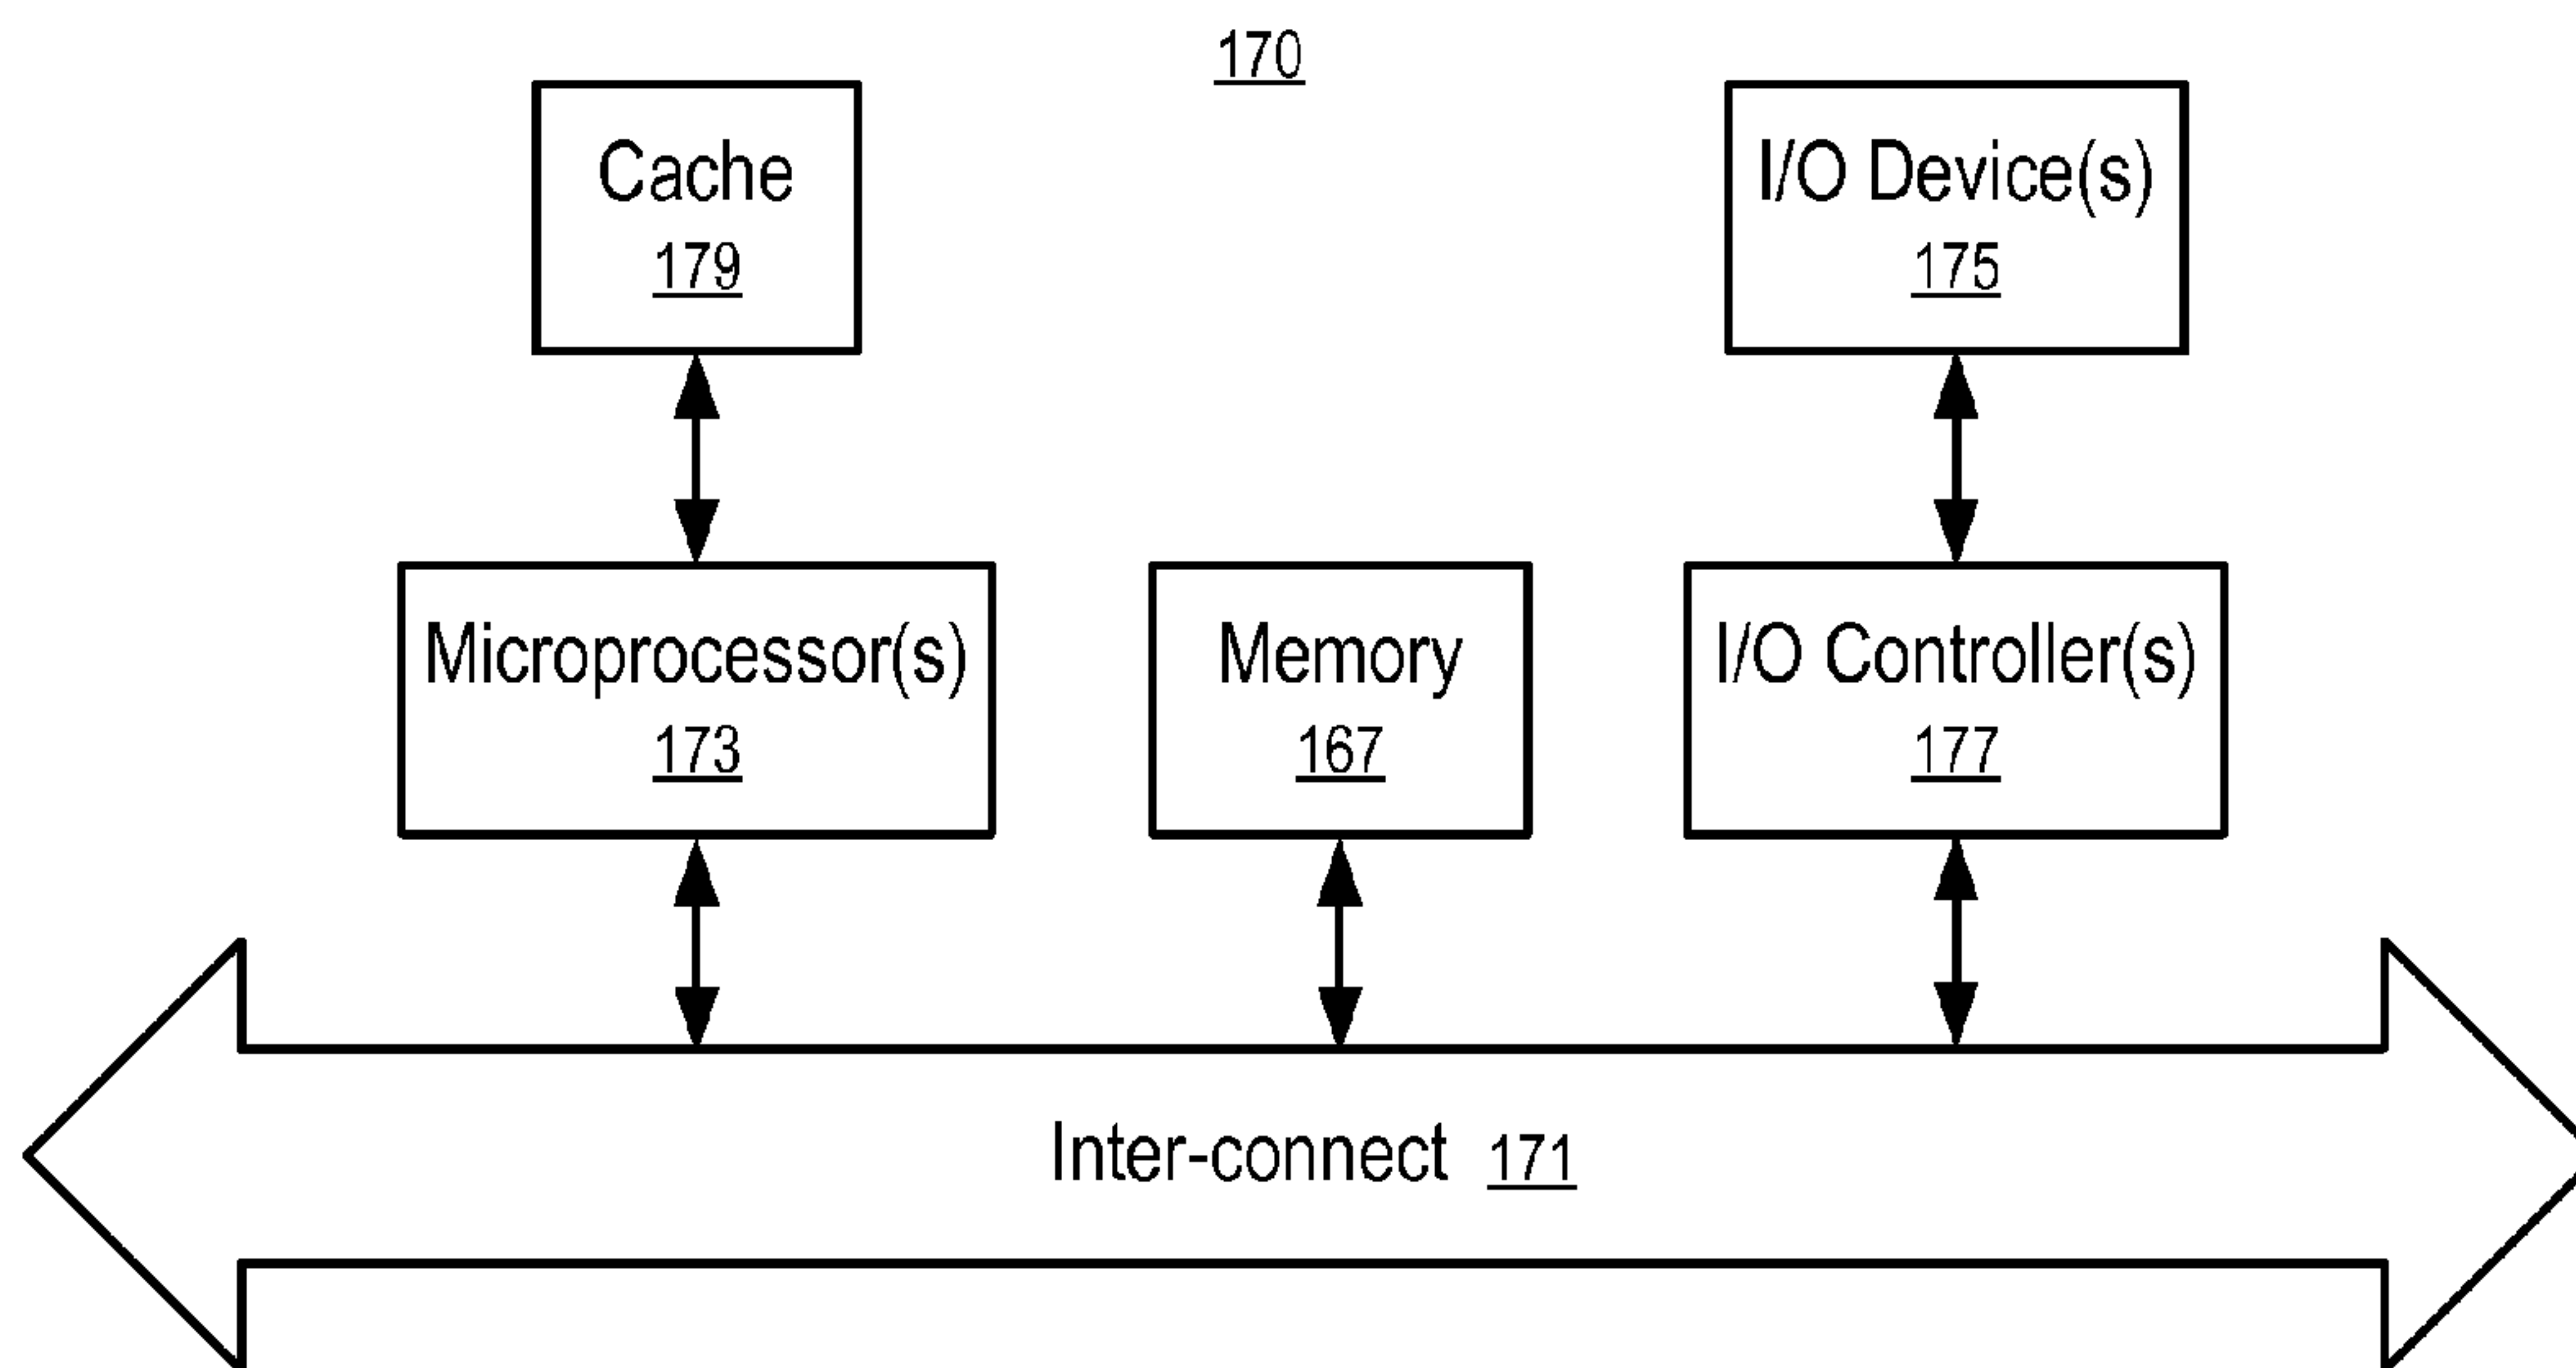 170
Cache
179
I/O Device(s)
175
Microprocessor(s)
173
Memory
167
I/O Controller(s)
177
Inter-connect 171